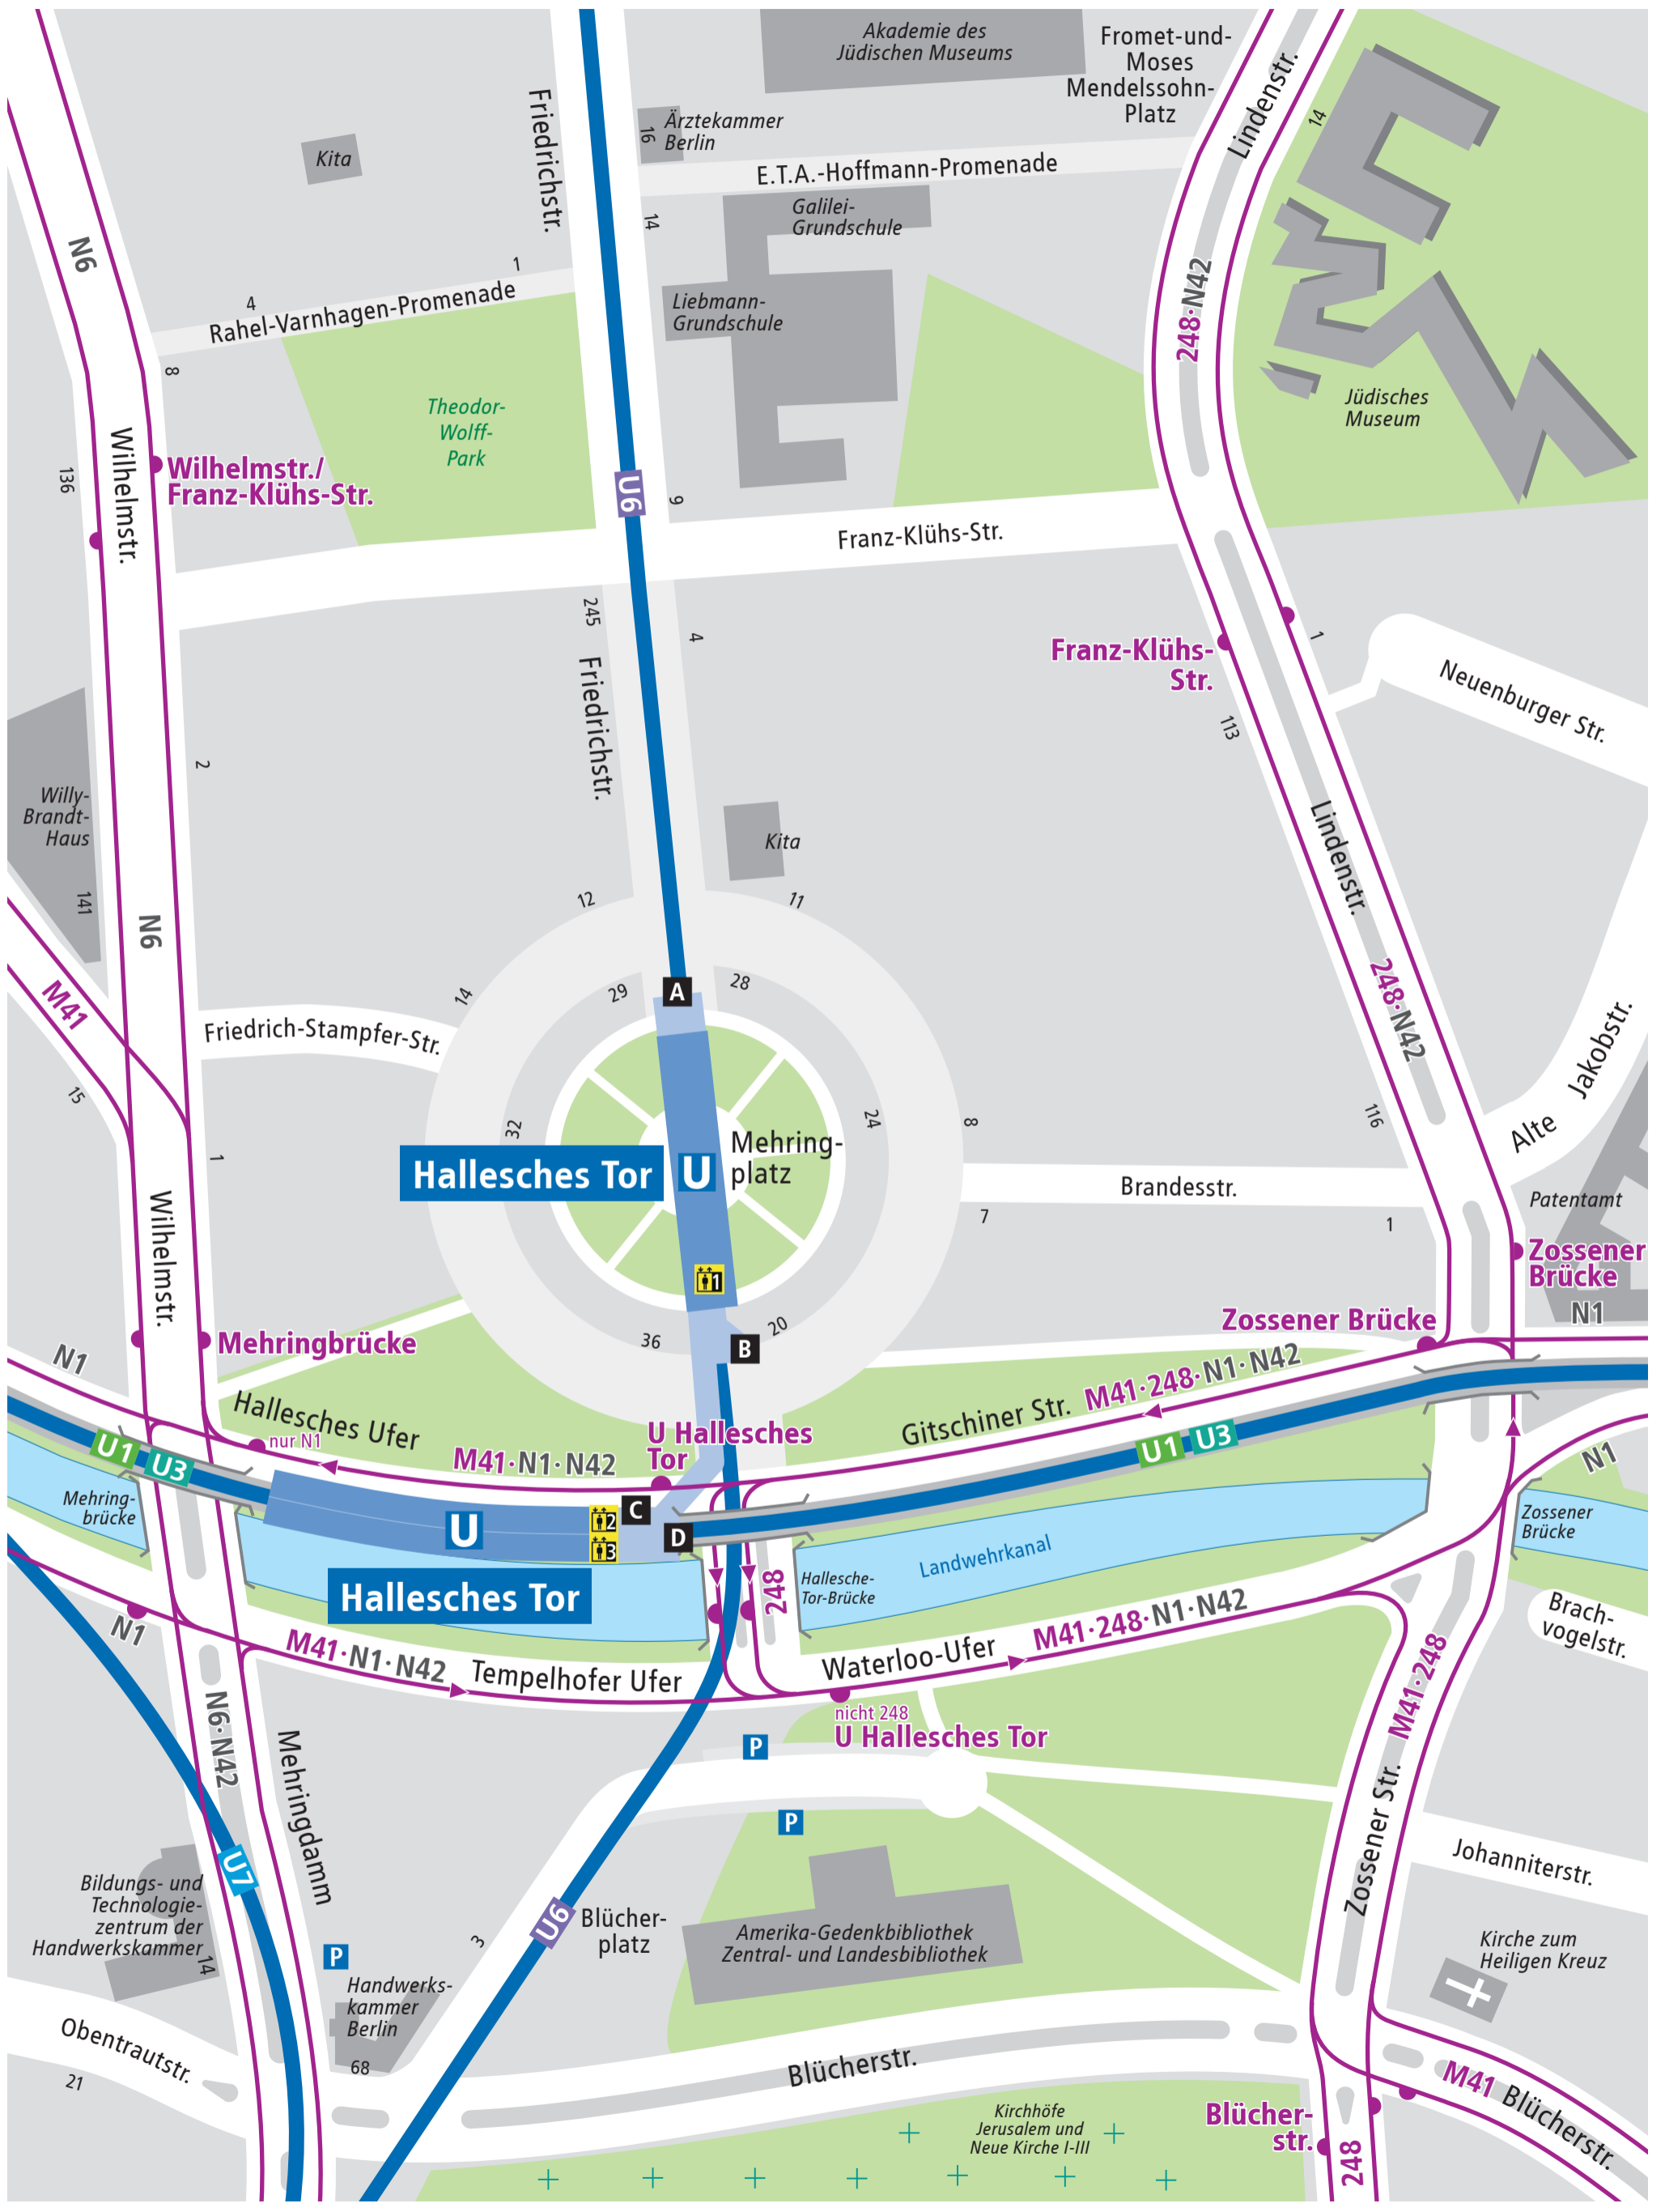 Akademie des
Jüdischen Museums
Fromet-und-
Moses
Mendelssohn-
Platz
Lindenstr.
14
Friedrichstr.
16
Ärztekammer
Berlin
Kita
E.T.A.-Hoffmann-Promenade
N6
14
Galilei-
Grundschule
1
4
Rahel-Varnhagen-Promenade
8
Liebmann-
Grundschule
248·N42
Jüdisches
Museum
Theodor-
Wolff-
Park
136
Wilhelmstr.
Wilhelmstr./
Franz-Klühs-Str.
U6
9
Franz-Klühs-Str.
245
4
Friedrichstr.
Franz-Klühs-
Str.
1
113
Neuenburger Str.
2
Willy-
Brandt-
Haus
141
N6
Kita
Lindenstr.
12
11
M41
14
29
A
28
248·N42
Friedrich-Stampfer-Str.
15
32
24
8
116
Alte
Jakobstr.
1
Hallesches Tor
U
Mehring-
platz
Brandesstr.
7
1
Patentamt
Wilhelmstr.
Zossener
Brücke
1
N1
Zossener Brücke
Mehringbrücke
36
B
20
N1
Hallesches Ufer
nur N1
M41·N1·N42
U Hallesches
Tor
Gitschiner Str.
M41·248·N1·N42
U1
U3
U1
U3
N1
Mehring-
brücke
U
2
3
C
D
Zossener
Brücke
Landwehrkanal
Hallesches Tor
248
Hallesche-
Tor-Brücke
N1
M41·N1·N42
Tempelhofer Ufer
Waterloo-Ufer
M41·248·N1·N42
Brach-
vogelstr.
nicht 248
U Hallesches Tor
N6·N42
Mehringdamm
P
P
M41·248
Zossener Str.
Johanniterstr.
U7
Bildungs- und
Technologie-
zentrum der
Handwerkskammer
14
P
3
U6
Blücher-
platz
Amerika-Gedenkbibliothek
Zentral- und Landesbibliothek
Kirche zum
Heiligen Kreuz
Handwerks-
kammer
Berlin
68
Obentrautstr.
21
Blücherstr.
M41
Blücherstr.
Blücher-
str.
248
Kirchhöfe
Jerusalem und
Neue Kirche I-III